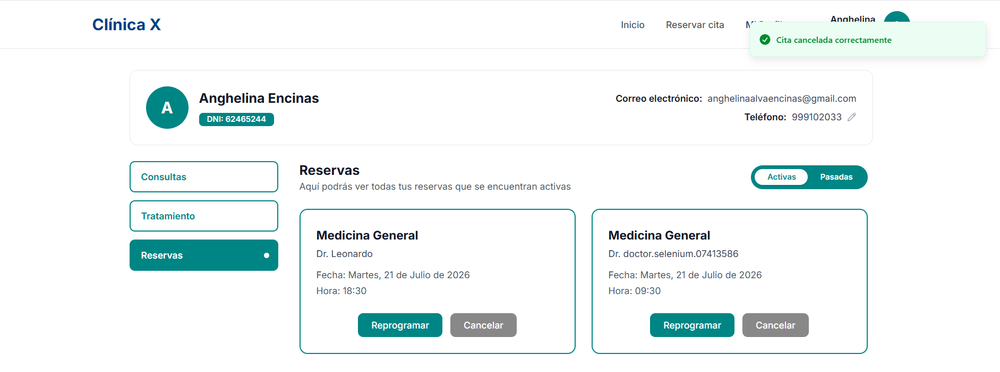 Clínica X
Inicio
Reservar cita
Anghelina
Cita cancelada correctamente
A
Anghelina Encinas
DNI: 62465244
Correo electrónico: anghelinaalvaencinas@gmail.com
Teléfono: 999102033
Consultas
Tratamiento
Reservas
Reservas
Aquí podrás ver todas tus reservas que se encuentran activas
Activas
Pasadas
Medicina General
Dr. Leonardo
Fecha: Martes, 21 de Julio de 2026
Hora: 18:30
Reprogramar
Cancelar
Medicina General
Dr. doctor.selenium.07413586
Fecha: Martes, 21 de Julio de 2026
Hora: 09:30
Reprogramar
Cancelar